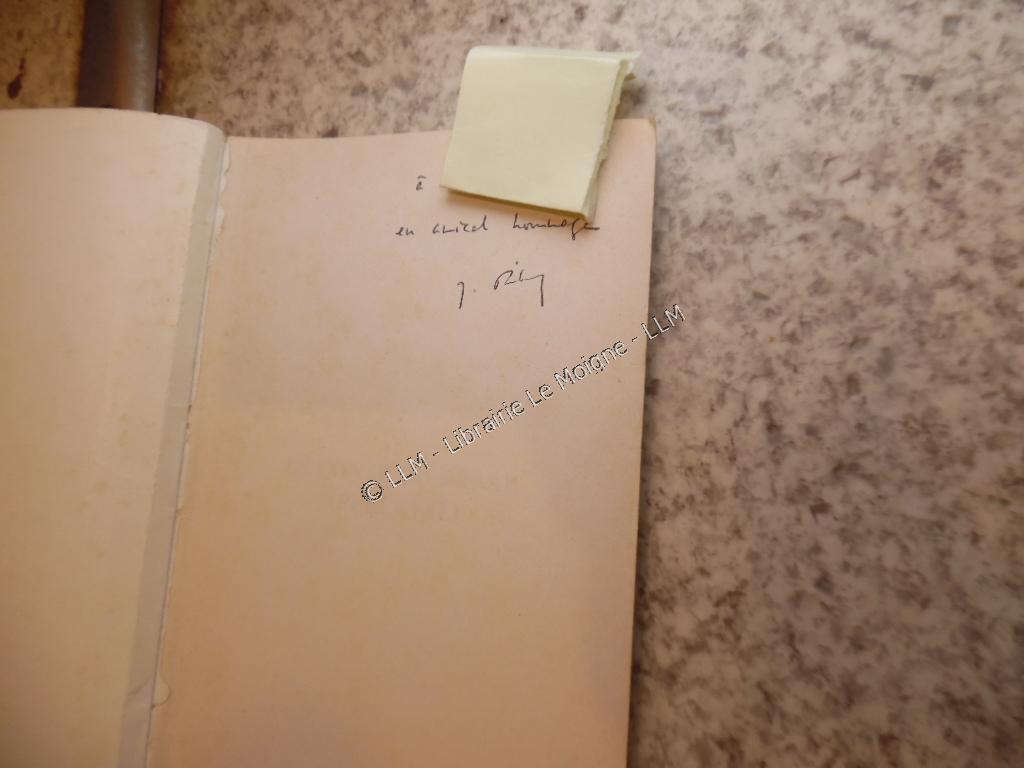 à
en amical hommage
J.
© LLM - Librairie Le Moigne - LLM